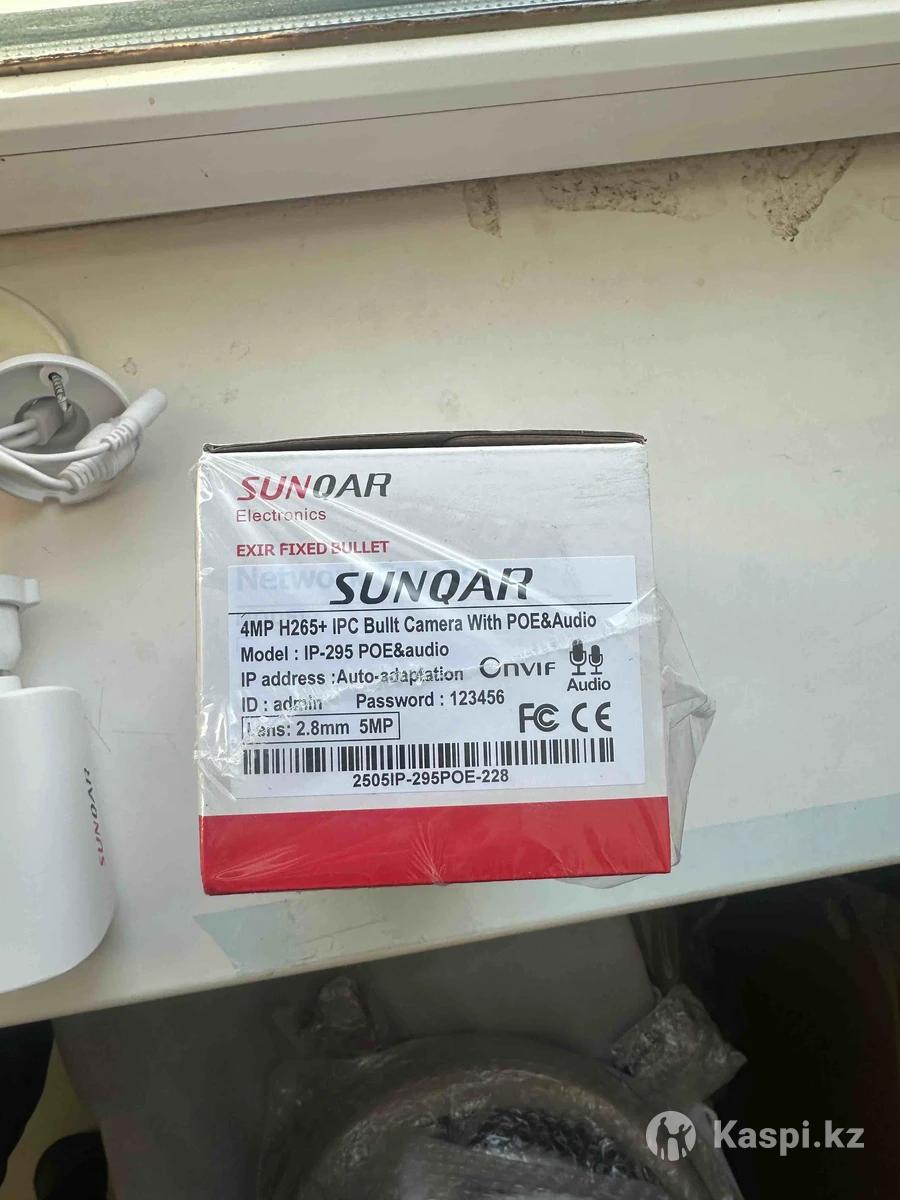 SUNQAR
Electronics
EXIR FIXED BULLET
Netwo
SUNQAR
4MP H265+ IPC Bullt Camera With POE&Audio
Model : IP-295 POE&audio
IP address :Auto-adaptation
Onvif
Audio
ID : admin Password : 123456
FC CE
Lens: 2.8mm 5MP
2505IP-295POE-228
SUNQAR
Kaspi.kz